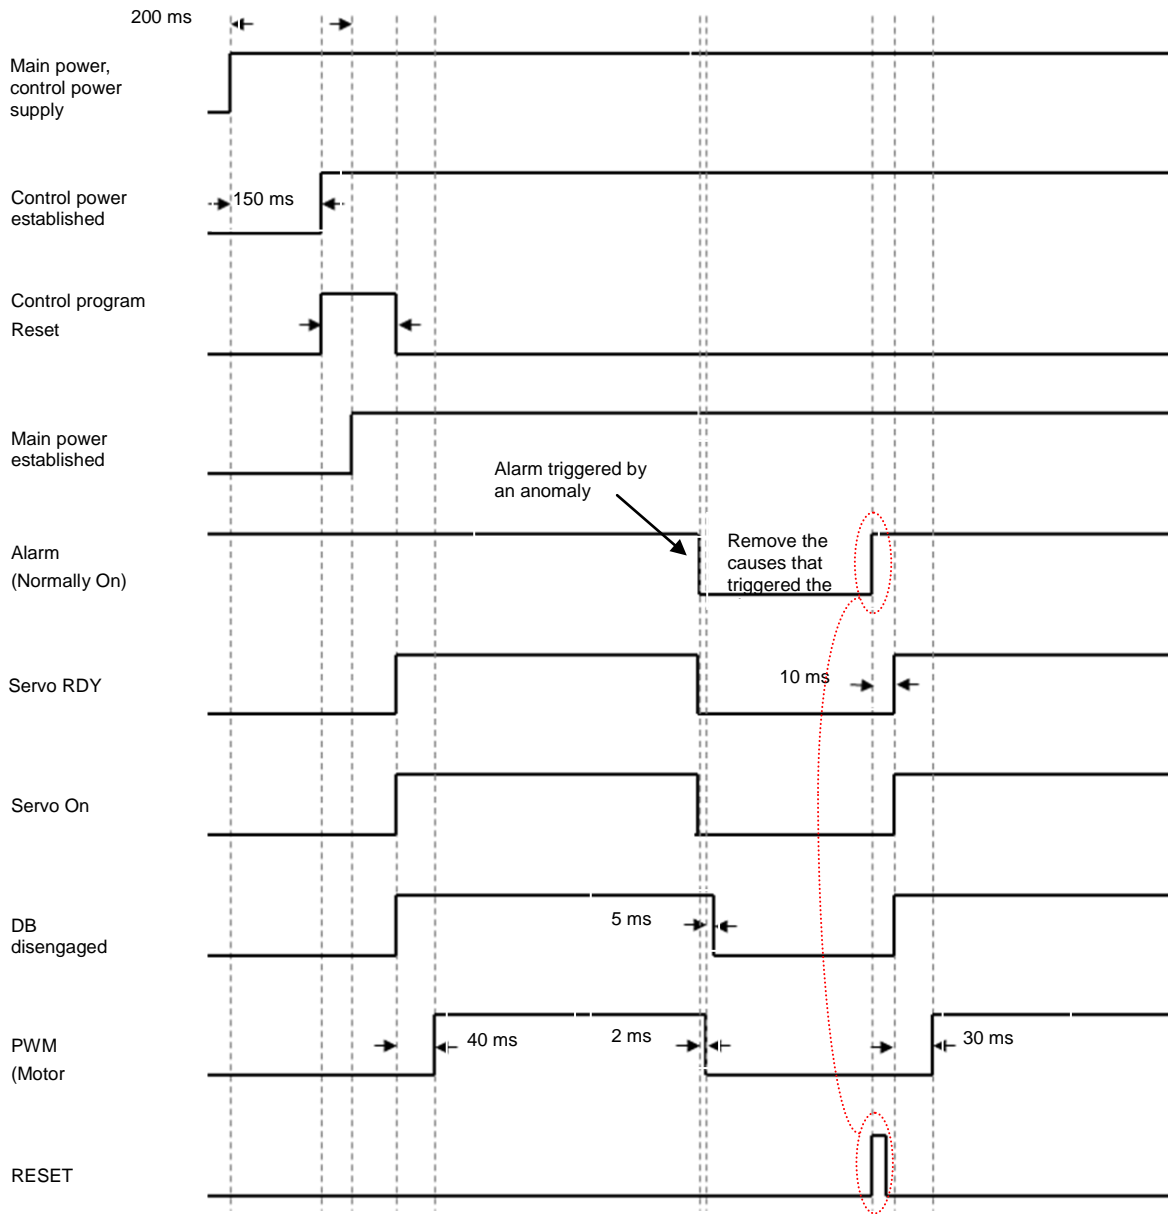 200 ms
Main power,
control power
supply
Control power
established
150 ms
Control program
Reset
Main power
established
Alarm triggered by
an anomaly
Alarm
(Normally On)
Remove the
causes that
triggered the
Servo RDY
10 ms
Servo On
DB
disengaged
5 ms
PWM
(Motor
40 ms
2 ms
30 ms
RESET